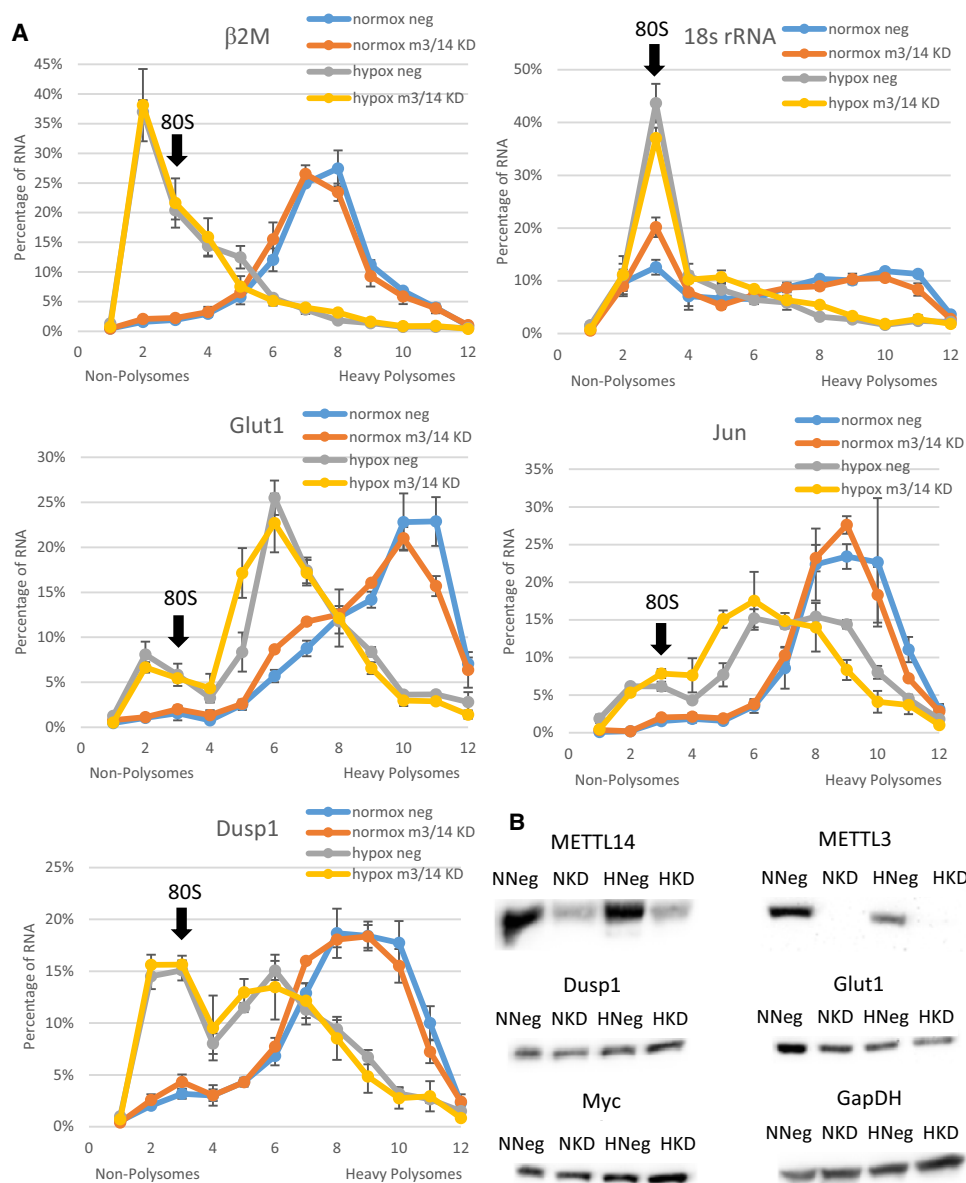 A
β2M
normox neg
normox m3/14 KD
hypox neg
hypox m3/14 KD
80S
Percentage of RNA
45%
40%
35%
30%
25%
20%
15%
10%
5%
0%
0 2 4 6 8 10 12
Non-Polysomes Heavy Polysomes
18s rRNA
normox neg
normox m3/14 KD
hypox neg
hypox m3/14 KD
80S
Percentage of RNA
50%
40%
30%
20%
10%
0%
0 2 4 6 8 10 12
Non-Polysomes Heavy Polysomes
Glut1
normox neg
normox m3/14 KD
hypox neg
hypox m3/14 KD
80S
Percentage of RNA
30%
25%
20%
15%
10%
5%
0%
0 2 4 6 8 10 12
Non-Polysomes Heavy Polysomes
Jun
normox neg
normox m3/14 KD
hypox neg
hypox m3/14 KD
80S
Percentage of RNA
35%
30%
25%
20%
15%
10%
5%
0%
0 2 4 6 8 10 12
Non-Polysomes Heavy Polysomes
Dusp1
normox neg
normox m3/14 KD
hypox neg
hypox m3/14 KD
80S
Percentage of RNA
25%
20%
15%
10%
5%
0%
0 2 4 6 8 10 12
Non-Polysomes Heavy Polysomes
B
METTL14
NNeg NKD HNeg HKD
METTL3
NNeg NKD HNeg HKD
Dusp1
NNeg NKD HNeg HKD
Glut1
NNeg NKD HNeg HKD
Myc
NNeg NKD HNeg HKD
GapDH
NNeg NKD HNeg HKD